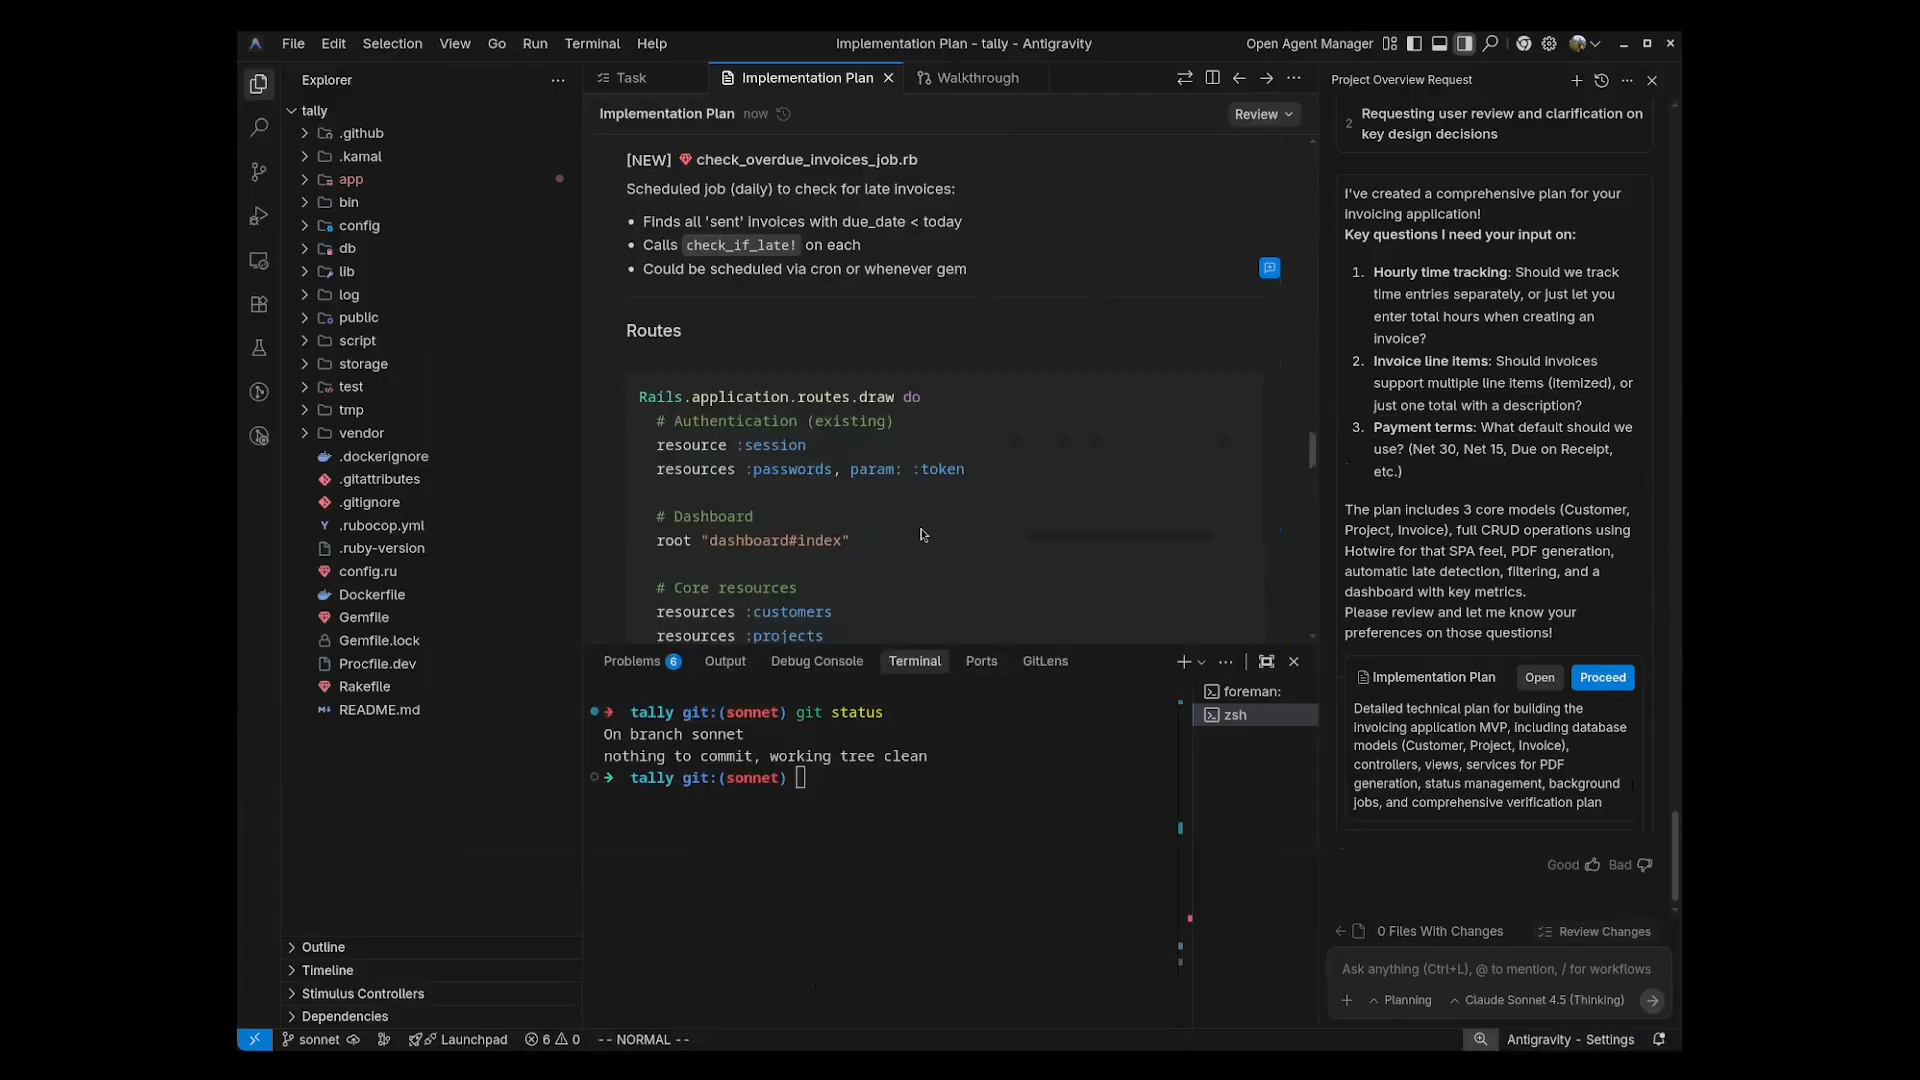 File Edit Selection View Go Run Terminal Help
Implementation Plan - tally - Antigravity
Open Agent Manager
Explorer
tally
.github
.kamal
app
bin
config
db
lib
log
public
script
storage
test
tmp
vendor
.dockerignore
.gitattributes
.gitignore
.rubocop.yml
.ruby-version
config.ru
Dockerfile
Gemfile
Gemfile.lock
Procfile.dev
Rakefile
README.md
Outline
Timeline
Stimulus Controllers
Dependencies
Task
Implementation Plan
Walkthrough
Implementation Plan now
Review
[NEW] check_overdue_invoices_job.rb
Scheduled job (daily) to check for late invoices:
• Finds all 'sent' invoices with due_date < today
• Calls check_if_late! on each
• Could be scheduled via cron or whenever gem
Routes
Rails.application.routes.draw do
# Authentication (existing)
resource :session
resources :passwords, param: :token
# Dashboard
root "dashboard#index"
# Core resources
resources :customers
resources :projects
Problems 6 Output Debug Console Terminal Ports GitLens
tally git:(sonnet) git status
On branch sonnet
nothing to commit, working tree clean
tally git:(sonnet)
foreman:
zsh
Project Overview Request
2 Requesting user review and clarification on
key design decisions
I've created a comprehensive plan for your
invoicing application!
Key questions I need your input on:
1. Hourly time tracking: Should we track
time entries separately, or just let you
enter total hours when creating an
invoice?
2. Invoice line items: Should invoices
support multiple line items (itemized), or
just one total with a description?
3. Payment terms: What default should we
use? (Net 30, Net 15, Due on Receipt,
etc.)
The plan includes 3 core models (Customer,
Project, Invoice), full CRUD operations using
Hotwire for that SPA feel, PDF generation,
automatic late detection, filtering, and a
dashboard with key metrics.
Please review and let me know your
preferences on those questions!
Implementation Plan Open Proceed
Detailed technical plan for building the
invoicing application MVP, including database
models (Customer, Project, Invoice),
controllers, views, services for PDF
generation, status management, background
jobs, and comprehensive verification plan
Good Bad
0 Files With Changes Review Changes
Ask anything (Ctrl+L), @ to mention, / for workflows
Planning Claude Sonnet 4.5 (Thinking)
sonnet Launchpad 6 0 -- NORMAL --
Antigravity - Settings